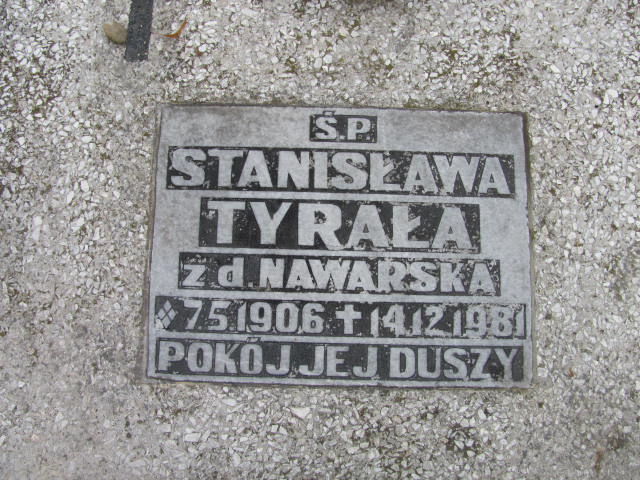 Ś.P
STANISŁAWA
TYRAŁA
z d. NAWARSKA
7.5.1906 ✝ 14.12.1981
POKÓJ JEJ DUSZY